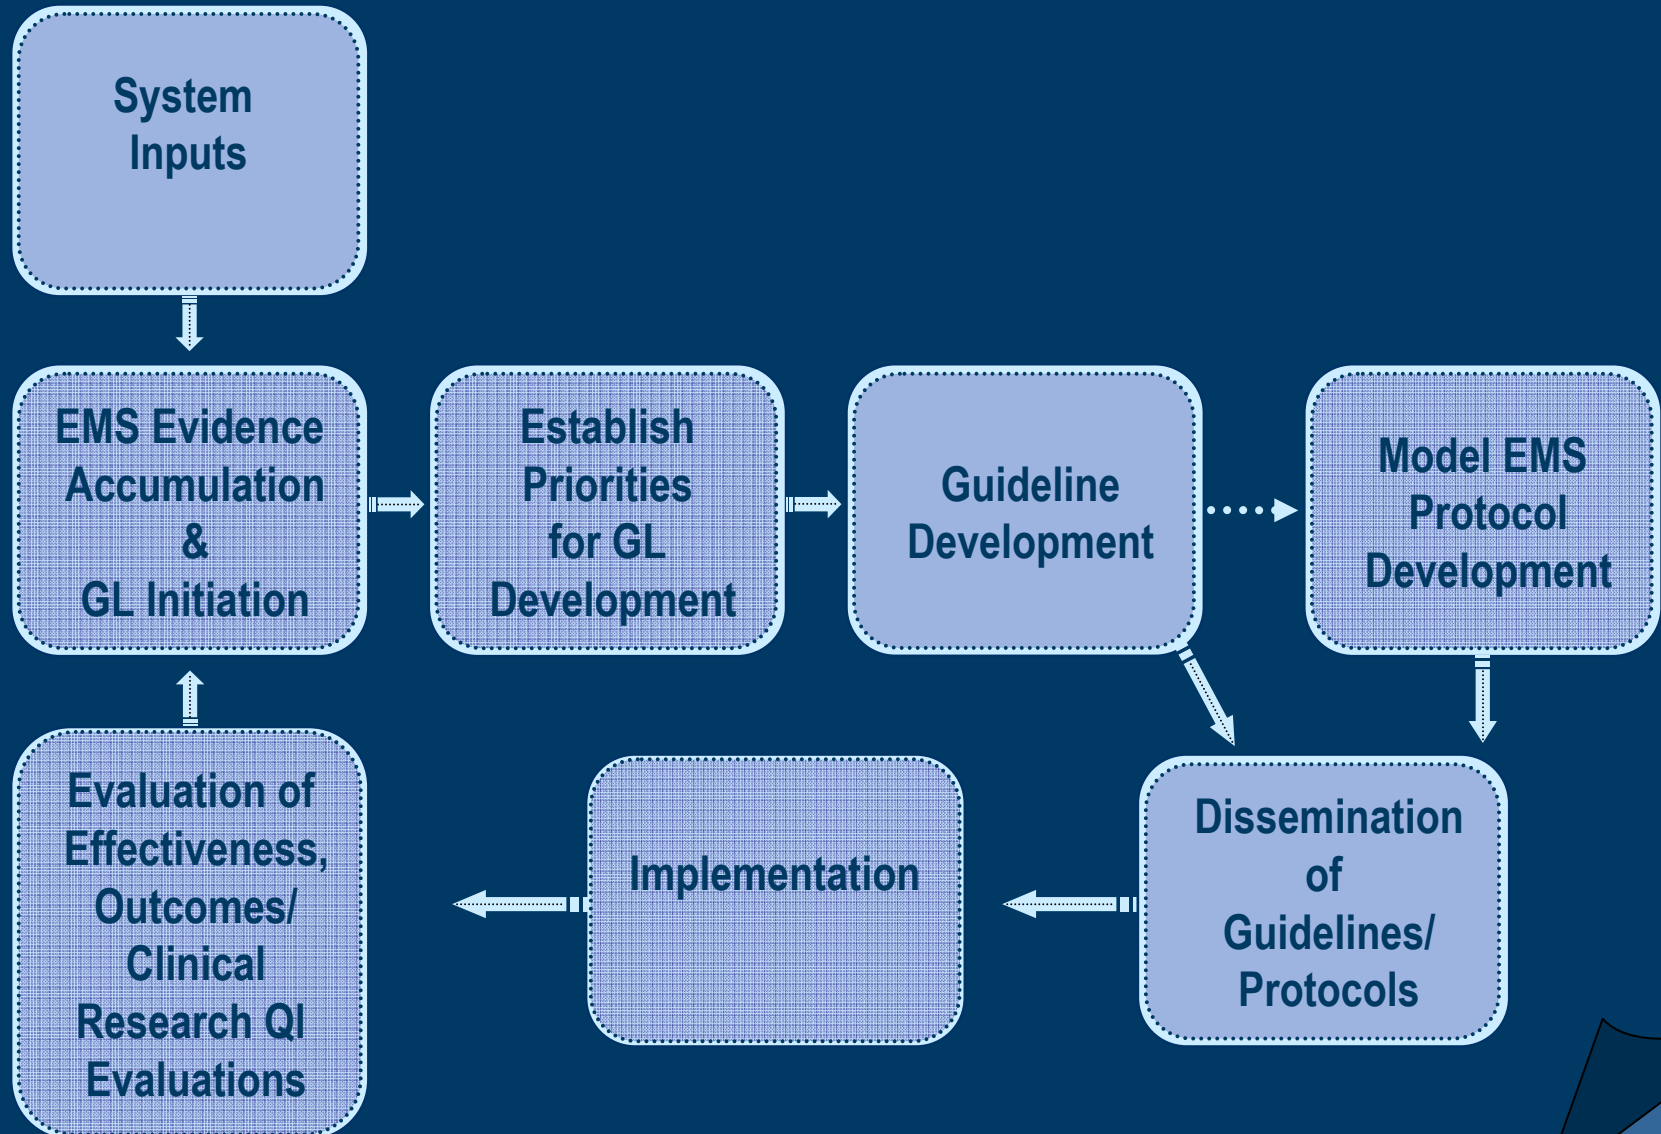 System
Inputs
EMS Evidence
Accumulation
&
GL Initiation
Establish
Priorities
for GL
Development
Guideline
Development
Model EMS
Protocol
Development
Evaluation of
Effectiveness,
Outcomes/
Clinical
Research QI
Evaluations
Implementation
Dissemination
of
Guidelines/
Protocols